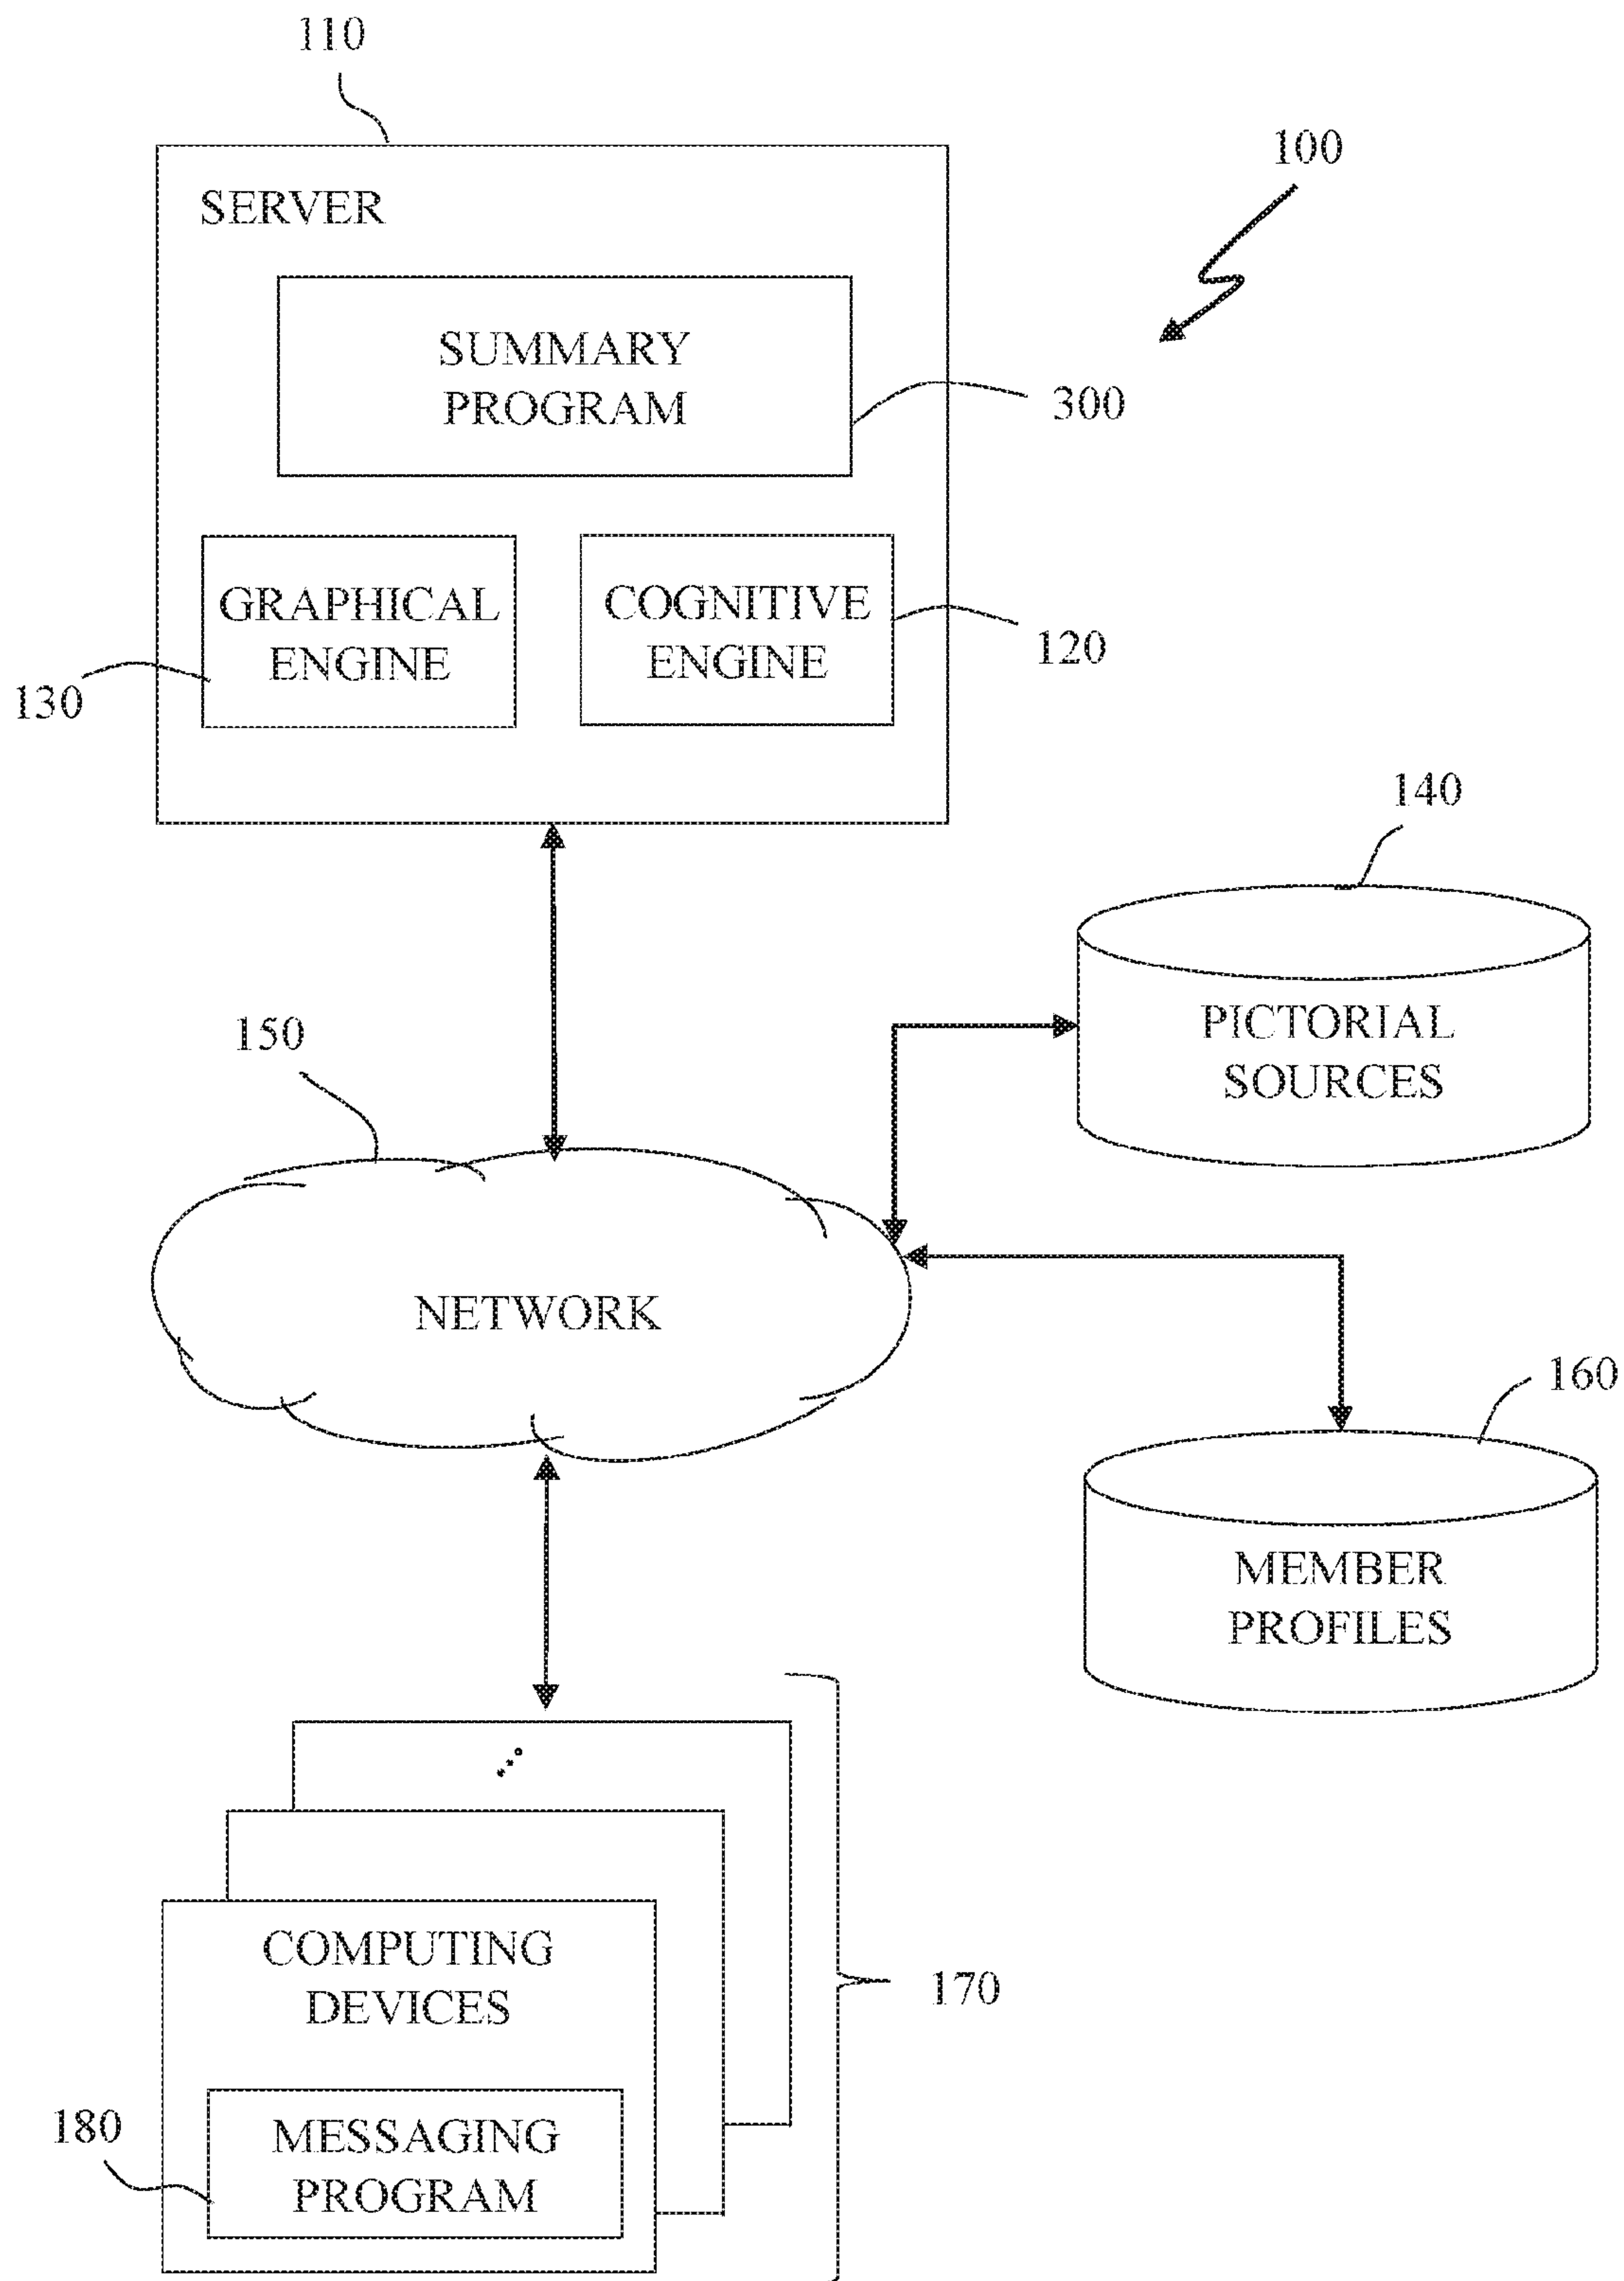 110
100
SERVER
SUMMARY
PROGRAM
300
GRAPHICAL
ENGINE
COGNITIVE
ENGINE
120
130
140
PICTORIAL
SOURCES
150
NETWORK
160
MEMBER
PROFILES
COMPUTING
DEVICES
170
180
MESSAGING
PROGRAM